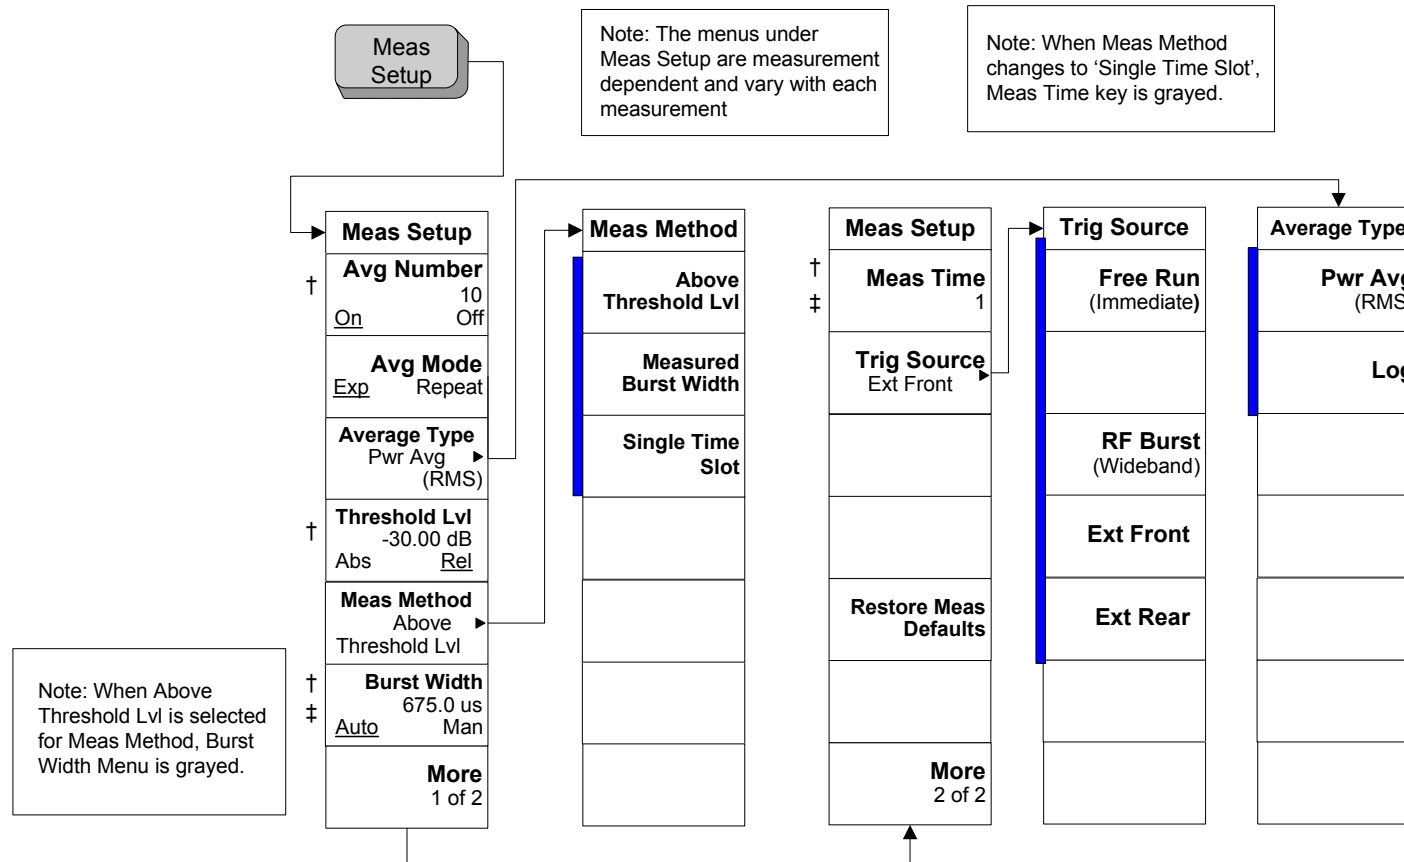 Meas
Setup
Note: The menus under
Meas Setup are measurement
dependent and vary with each
measurement
Note: When Meas Method
changes to ‘Single Time Slot’,
Meas Time key is grayed.
Meas Setup
†
Avg Number
10
On Off
Avg Mode
Exp Repeat
Average Type
Pwr Avg
(RMS)
†
Threshold Lvl
-30.00 dB
Abs Rel
Meas Method
Above
Threshold Lvl
†
‡
Burst Width
675.0 us
Auto Man
More
1 of 2
Note: When Above
Threshold Lvl is selected
for Meas Method, Burst
Width Menu is grayed.
Meas Method
Above
Threshold Lvl
Measured
Burst Width
Single Time
Slot
Meas Setup
†
‡
Meas Time
1
Trig Source
Ext Front
Restore Meas
Defaults
More
2 of 2
Trig Source
Free Run
(Immediate)
RF Burst
(Wideband)
Ext Front
Ext Rear
Average Type
Pwr Avg
(RMS
Log